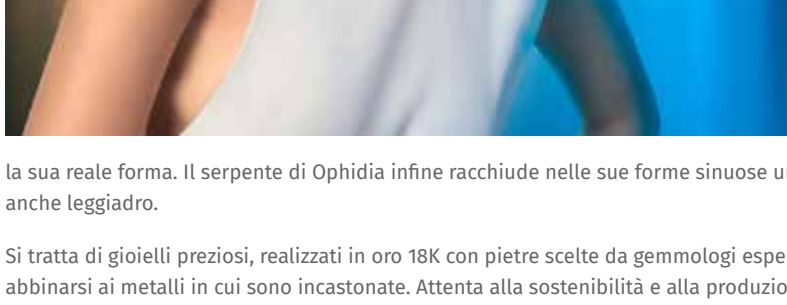 la sua reale forma. Il serpente di Ophidia infine racchiude nelle sue forme sinuose
anche leggiadro.
Si tratta di gioielli preziosi, realizzati in oro 18K con pietre scelte da gemmologi
abbinarsi ai metalli in cui sono incastonate. Attenta alla sostenibilità e alla